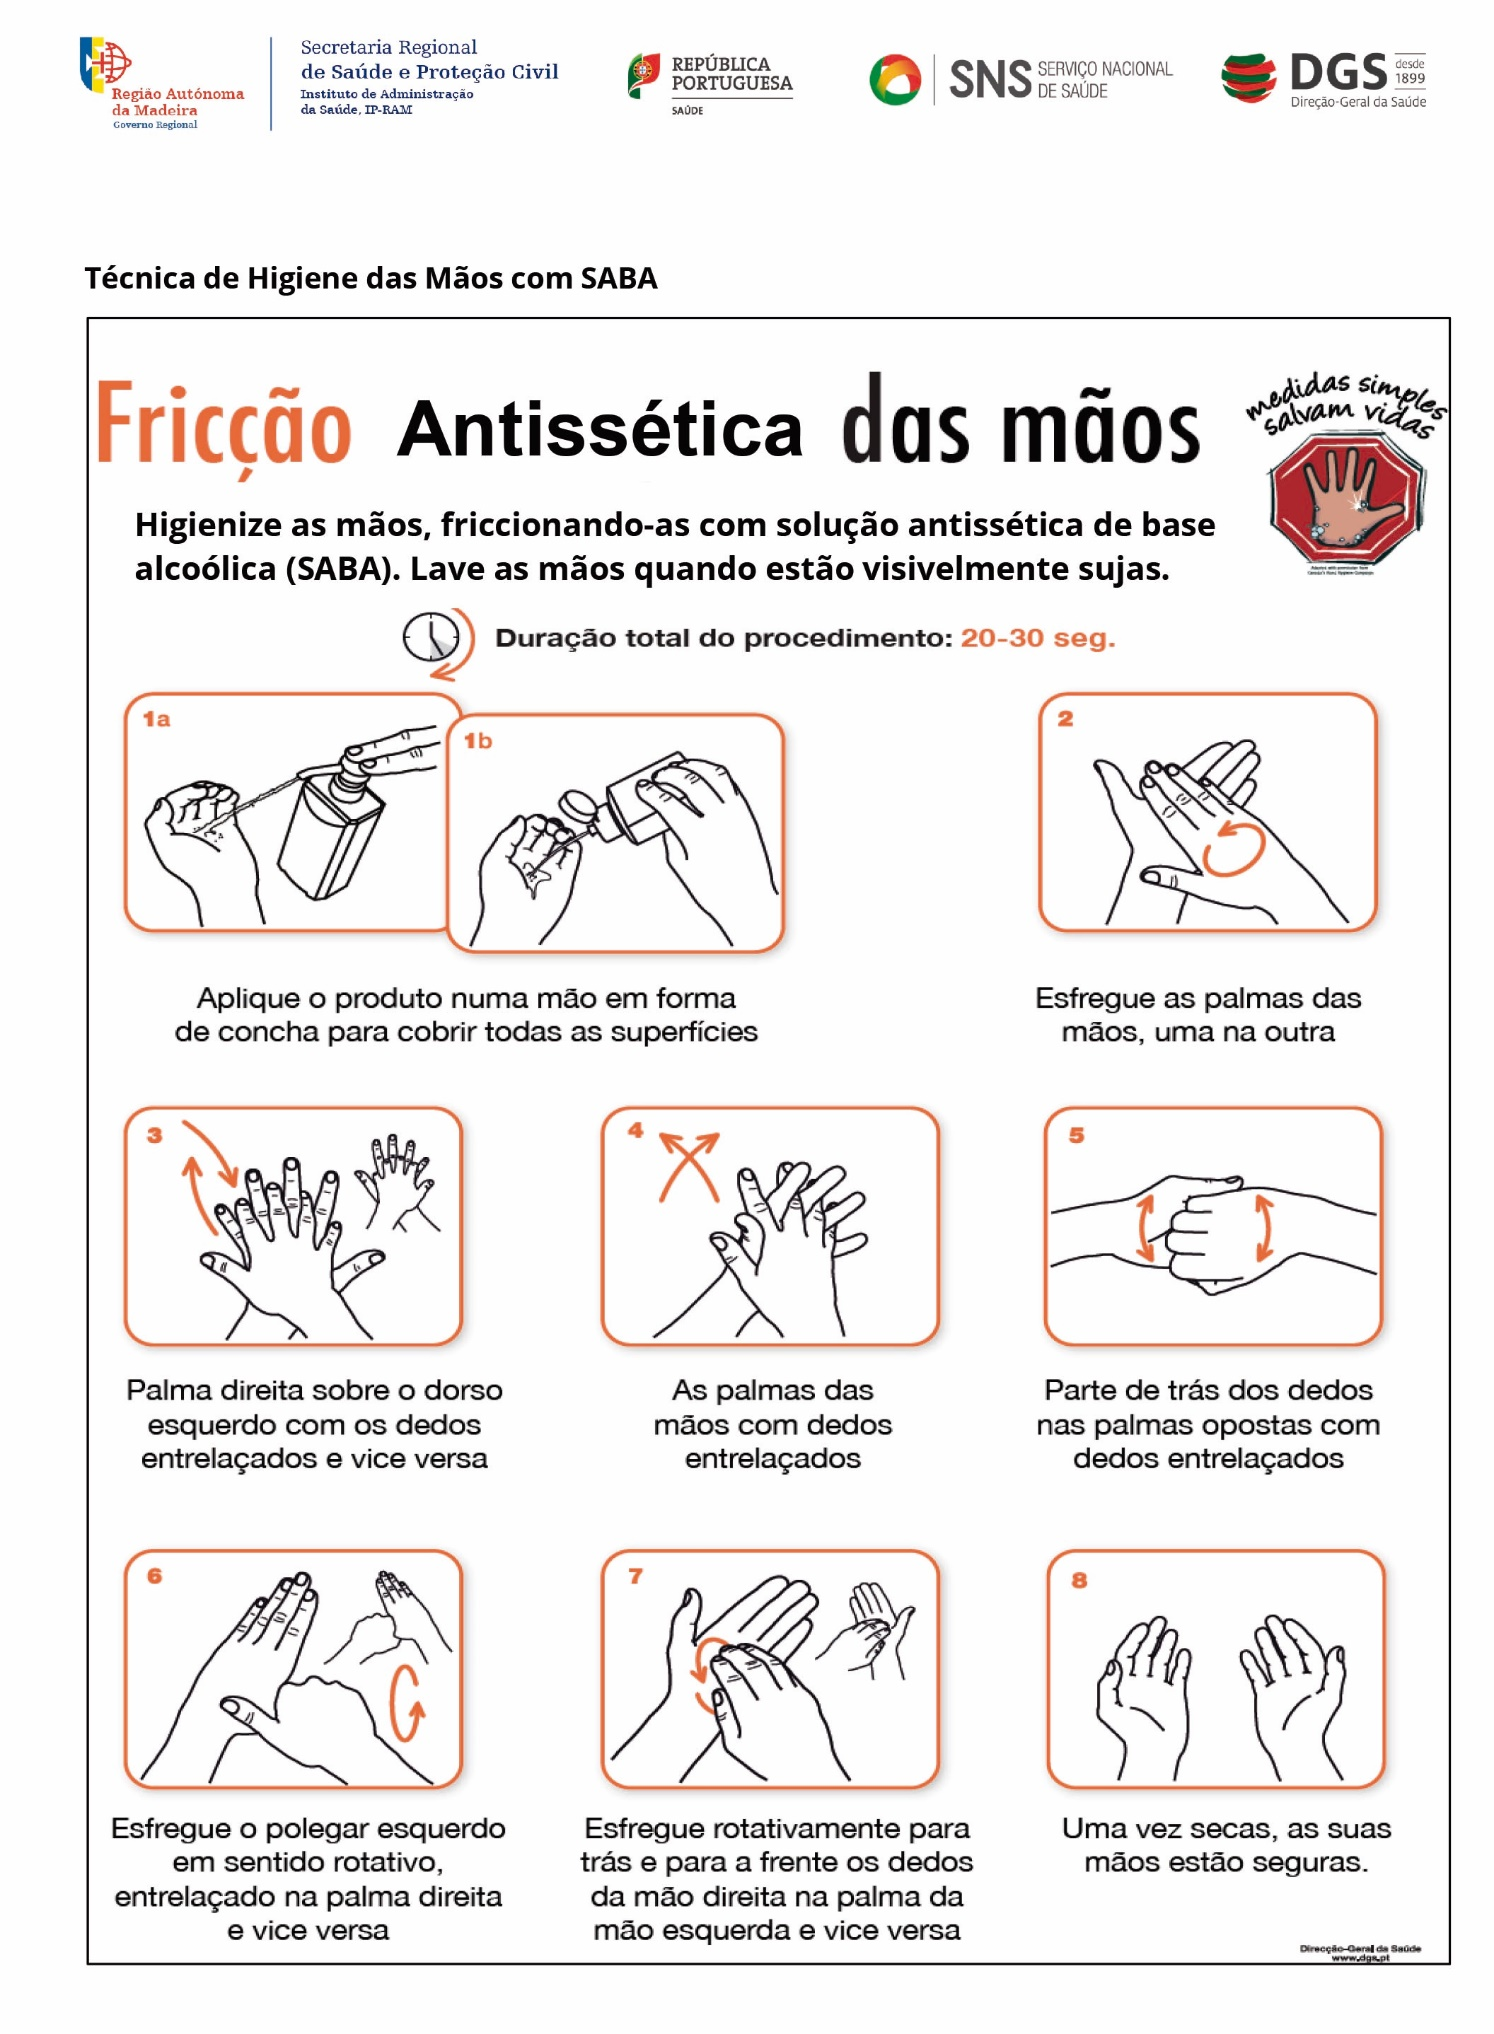 Região Autónoma
da Madeira
Governo Regional
Secretaria Regional
de Saúde e Proteção Civil
Instituto de Administração
da Saúde, IP-RAM
REPÚBLICA
PORTUGUESA
SAÚDE
SNS SERVIÇO NACIONAL
DE SAÚDE
DGS desde
1899
Direção-Geral da Saúde
Técnica de Higiene das Mãos com SABA
Fricção Antissética das mãos
medidas simples
salvam vidas
Higienize as mãos, friccionando-as com solução antissética de base
alcoólica (SABA). Lave as mãos quando estão visivelmente sujas.
Duração total do procedimento: 20-30 seg.
1a
1b
2
Aplique o produto numa mão em forma
de concha para cobrir todas as superfícies
Esfregue as palmas das
mãos, uma na outra
3
4
5
Palma direita sobre o dorso
esquerdo com os dedos
entrelaçados e vice versa
As palmas das
mãos com dedos
entrelaçados
Parte de trás dos dedos
nas palmas opostas com
dedos entrelaçados
6
7
8
Esfregue o polegar esquerdo
em sentido rotativo,
entrelaçado na palma direita
e vice versa
Esfregue rotativamente para
trás e para a frente os dedos
da mão direita na palma da
mão esquerda e vice versa
Uma vez secas, as suas
mãos estão seguras.
Direcção-Geral da Saúde
www.dgs.pt